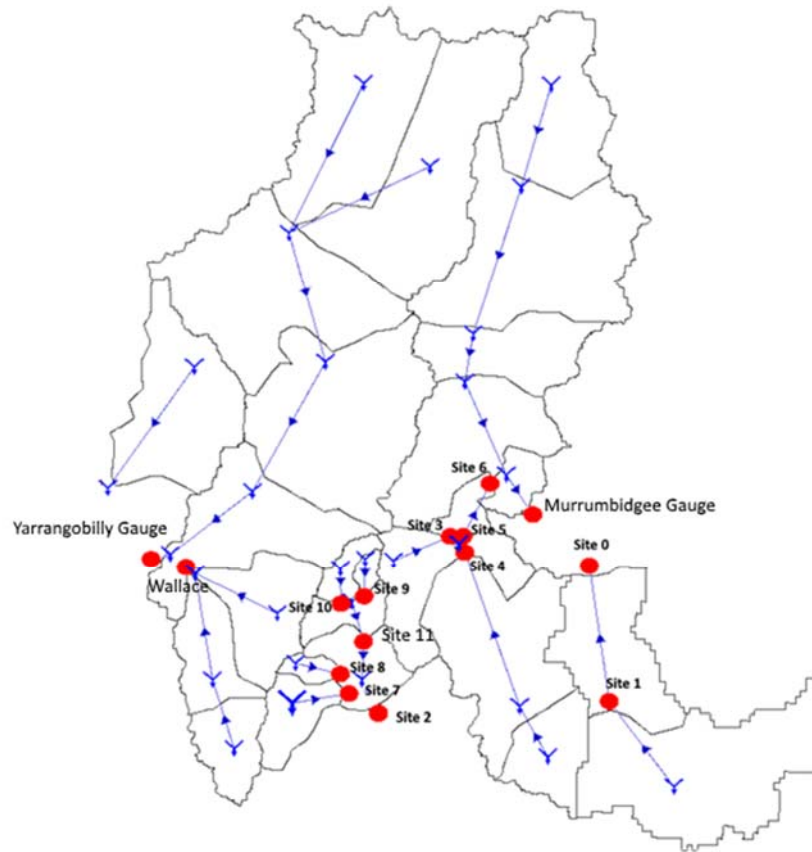 Site 6
Murrumbidgee Gauge
Yarrangobilly Gauge
Site 3
Site 5
Site 4
Site 0
Wallace
Site 10
Site 9
Site 11
Site 8
Site 7
Site 1
Site 2